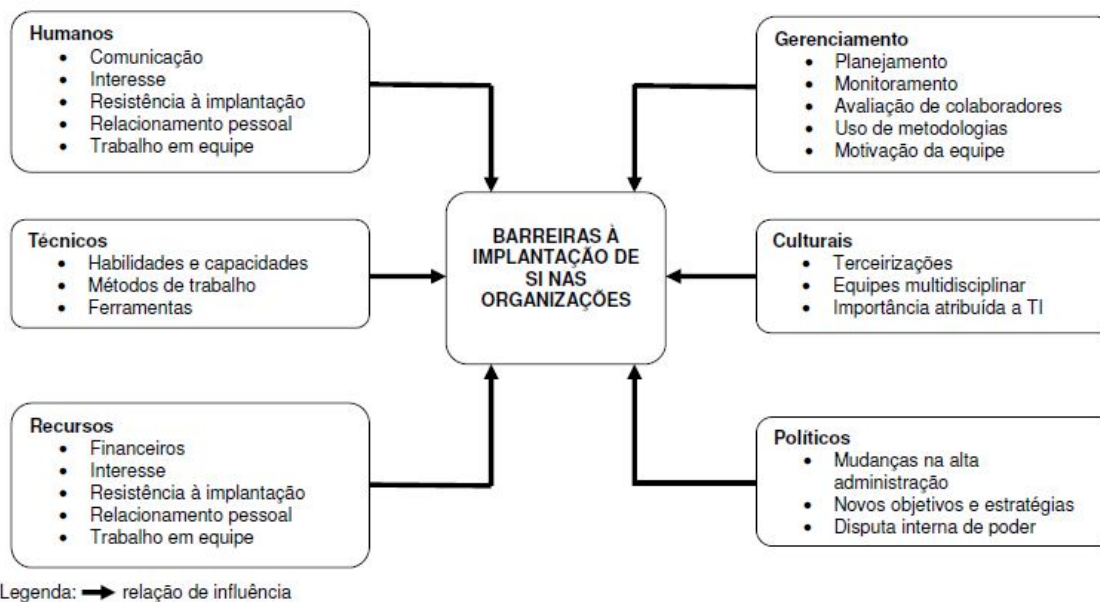 Humanos
• Comunicação
• Interesse
• Resistência à implantação
• Relacionamento pessoal
• Trabalho em equipe
Gerenciamento
• Planejamento
• Monitoramento
• Avaliação de colaboradores
• Uso de metodologias
• Motivação da equipe
Técnicos
• Habilidades e capacidades
• Métodos de trabalho
• Ferramentas
BARREIRAS À
IMPLANTAÇÃO DE
SI NAS
ORGANIZAÇÕES
Culturais
• Terceirizações
• Equipes multidisciplinar
• Importância atribuída a TI
Recursos
• Financeiros
• Interesse
• Resistência à implantação
• Relacionamento pessoal
• Trabalho em equipe
Políticos
• Mudanças na alta
administração
• Novos objetivos e estratégias
• Disputa interna de poder
Legenda: → relação de influência